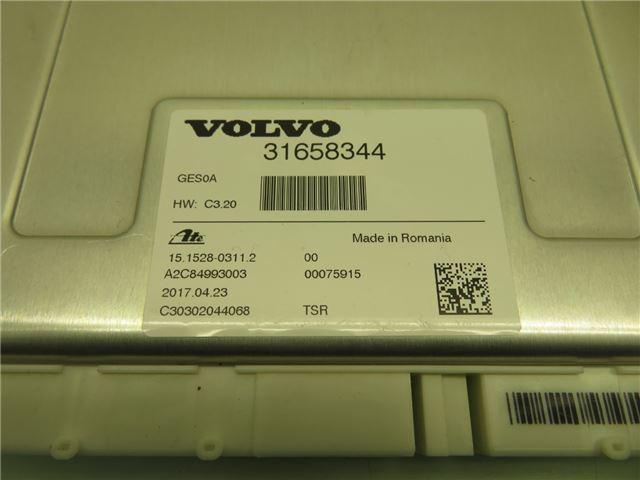 VOLVO
31658344
GES0A
HW: C3.20
Ate
Made in Romania
15.1528-0311.2 00
A2C84993003 00075915
2017.04.23
C30302044068 TSR